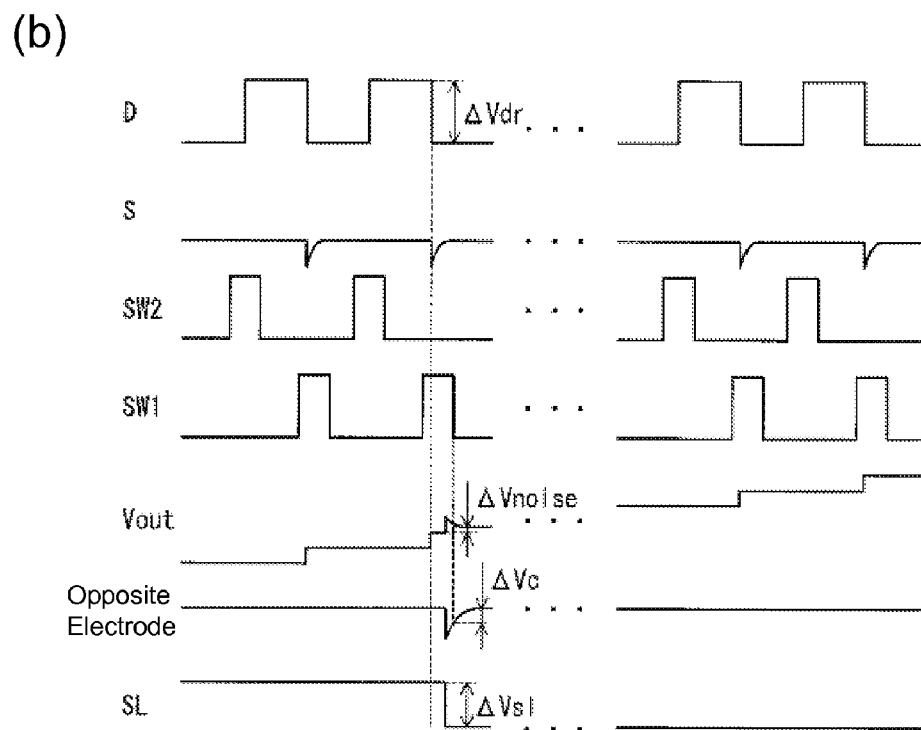 (b)
D
ΔVdr
S
SW2
SW1
Vout
ΔVnoise
Opposite
Electrode
ΔVc
SL
ΔVsl